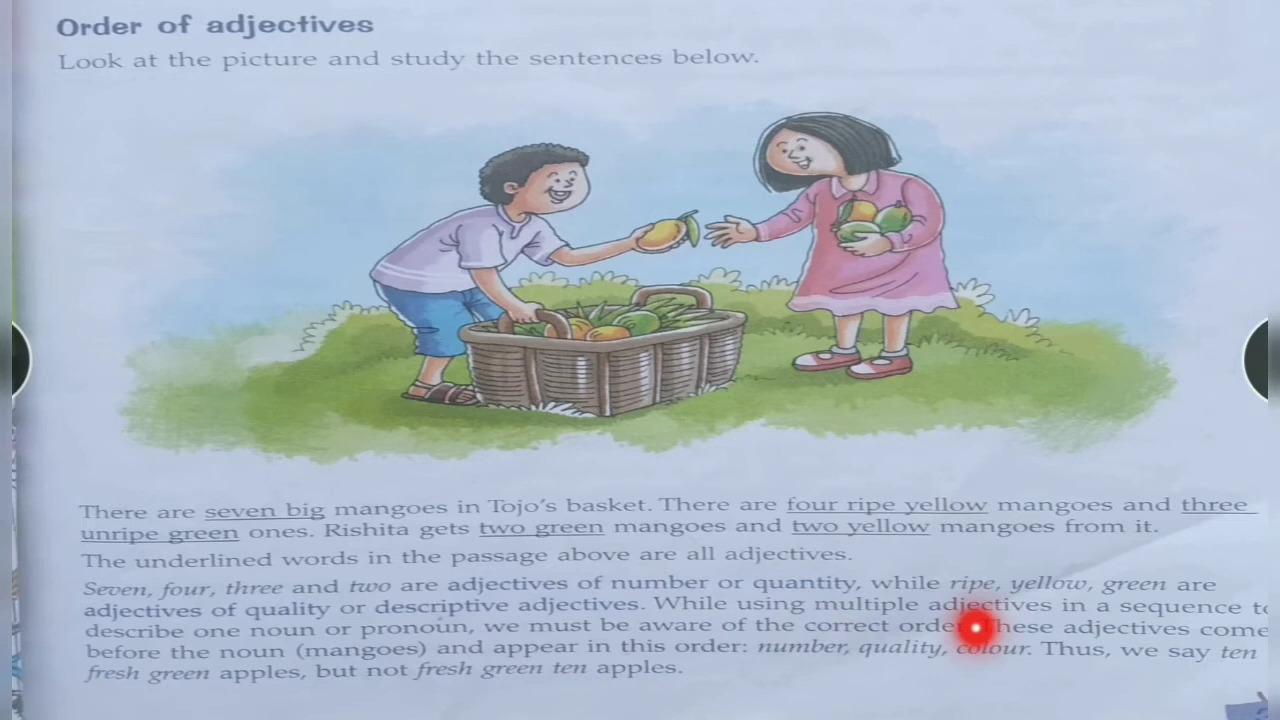 Order of adjectives
Look at the picture and study the sentences below.
There are seven big mangoes in Tojo's basket. There are four ripe yellow mangoes and three
unripe green ones. Rishita gets two green mangoes and two yellow mangoes from it.
The underlined words in the passage above are all adjectives.
Seven, four, three and two are adjectives of number or quantity, while ripe, yellow, green are
adjectives of quality or descriptive adjectives. While using multiple adjectives in a sequence to
describe one noun or pronoun, we must be aware of the correct order. These adjectives come
before the noun (mangoes) and appear in this order: number, quality, colour. Thus, we say ten
fresh green apples, but not fresh green ten apples.